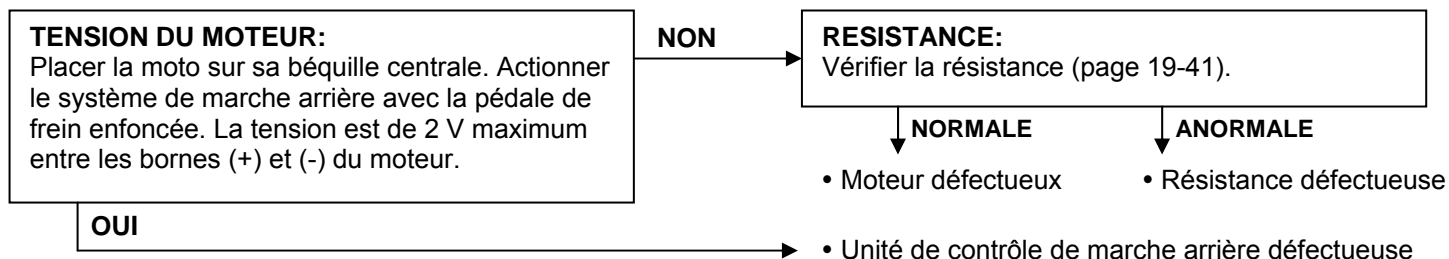 TENSION DU MOTEUR:
Placer la moto sur sa béquille centrale. Actionner
le système de marche arrière avec la pédale de
frein enfoncée. La tension est de 2 V maximum
entre les bornes (+) et (-) du moteur.
NON
RESISTANCE:
Vérifier la résistance (page 19-41).
NORMALE
ANORMALE
• Moteur défectueux
• Résistance défectueuse
OUI
• Unité de contrôle de marche arrière défectueuse